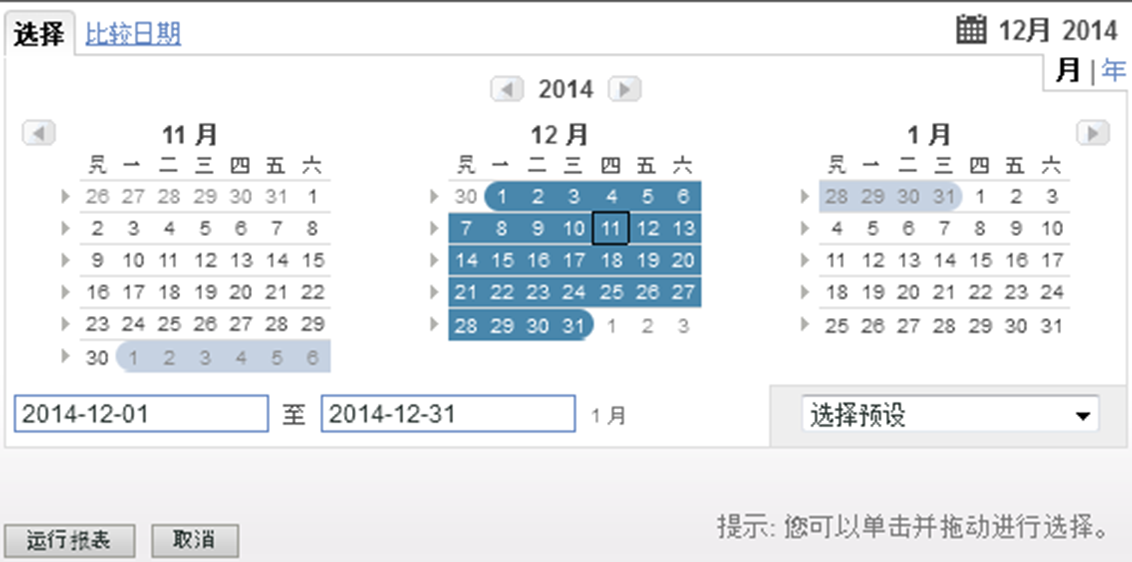 选择 比较日期 12月 2014
月 | 年
2014
11 月 12 月 1 月
一 二 三 四 五 六 一 二 三 四 五 六 一 二 三 四 五 六
26 27 28 29 30 31 1 30 1 2 3 4 5 6 28 29 30 31 1 2 3
2 3 4 5 6 7 8 7 8 9 10 11 12 13 4 5 6 7 8 9 10
9 10 11 12 13 14 15 14 15 16 17 18 19 20 11 12 13 14 15 16 17
16 17 18 19 20 21 22 21 22 23 24 25 26 27 18 19 20 21 22 23 24
23 24 25 26 27 28 29 28 29 30 31 1 2 3 25 26 27 28 29 30 31
30 1 2 3 4 5 6
2014-12-01 至 2014-12-31 1 月 选择预设
提示: 您可以单击并拖动进行选择。
运行报表 取消